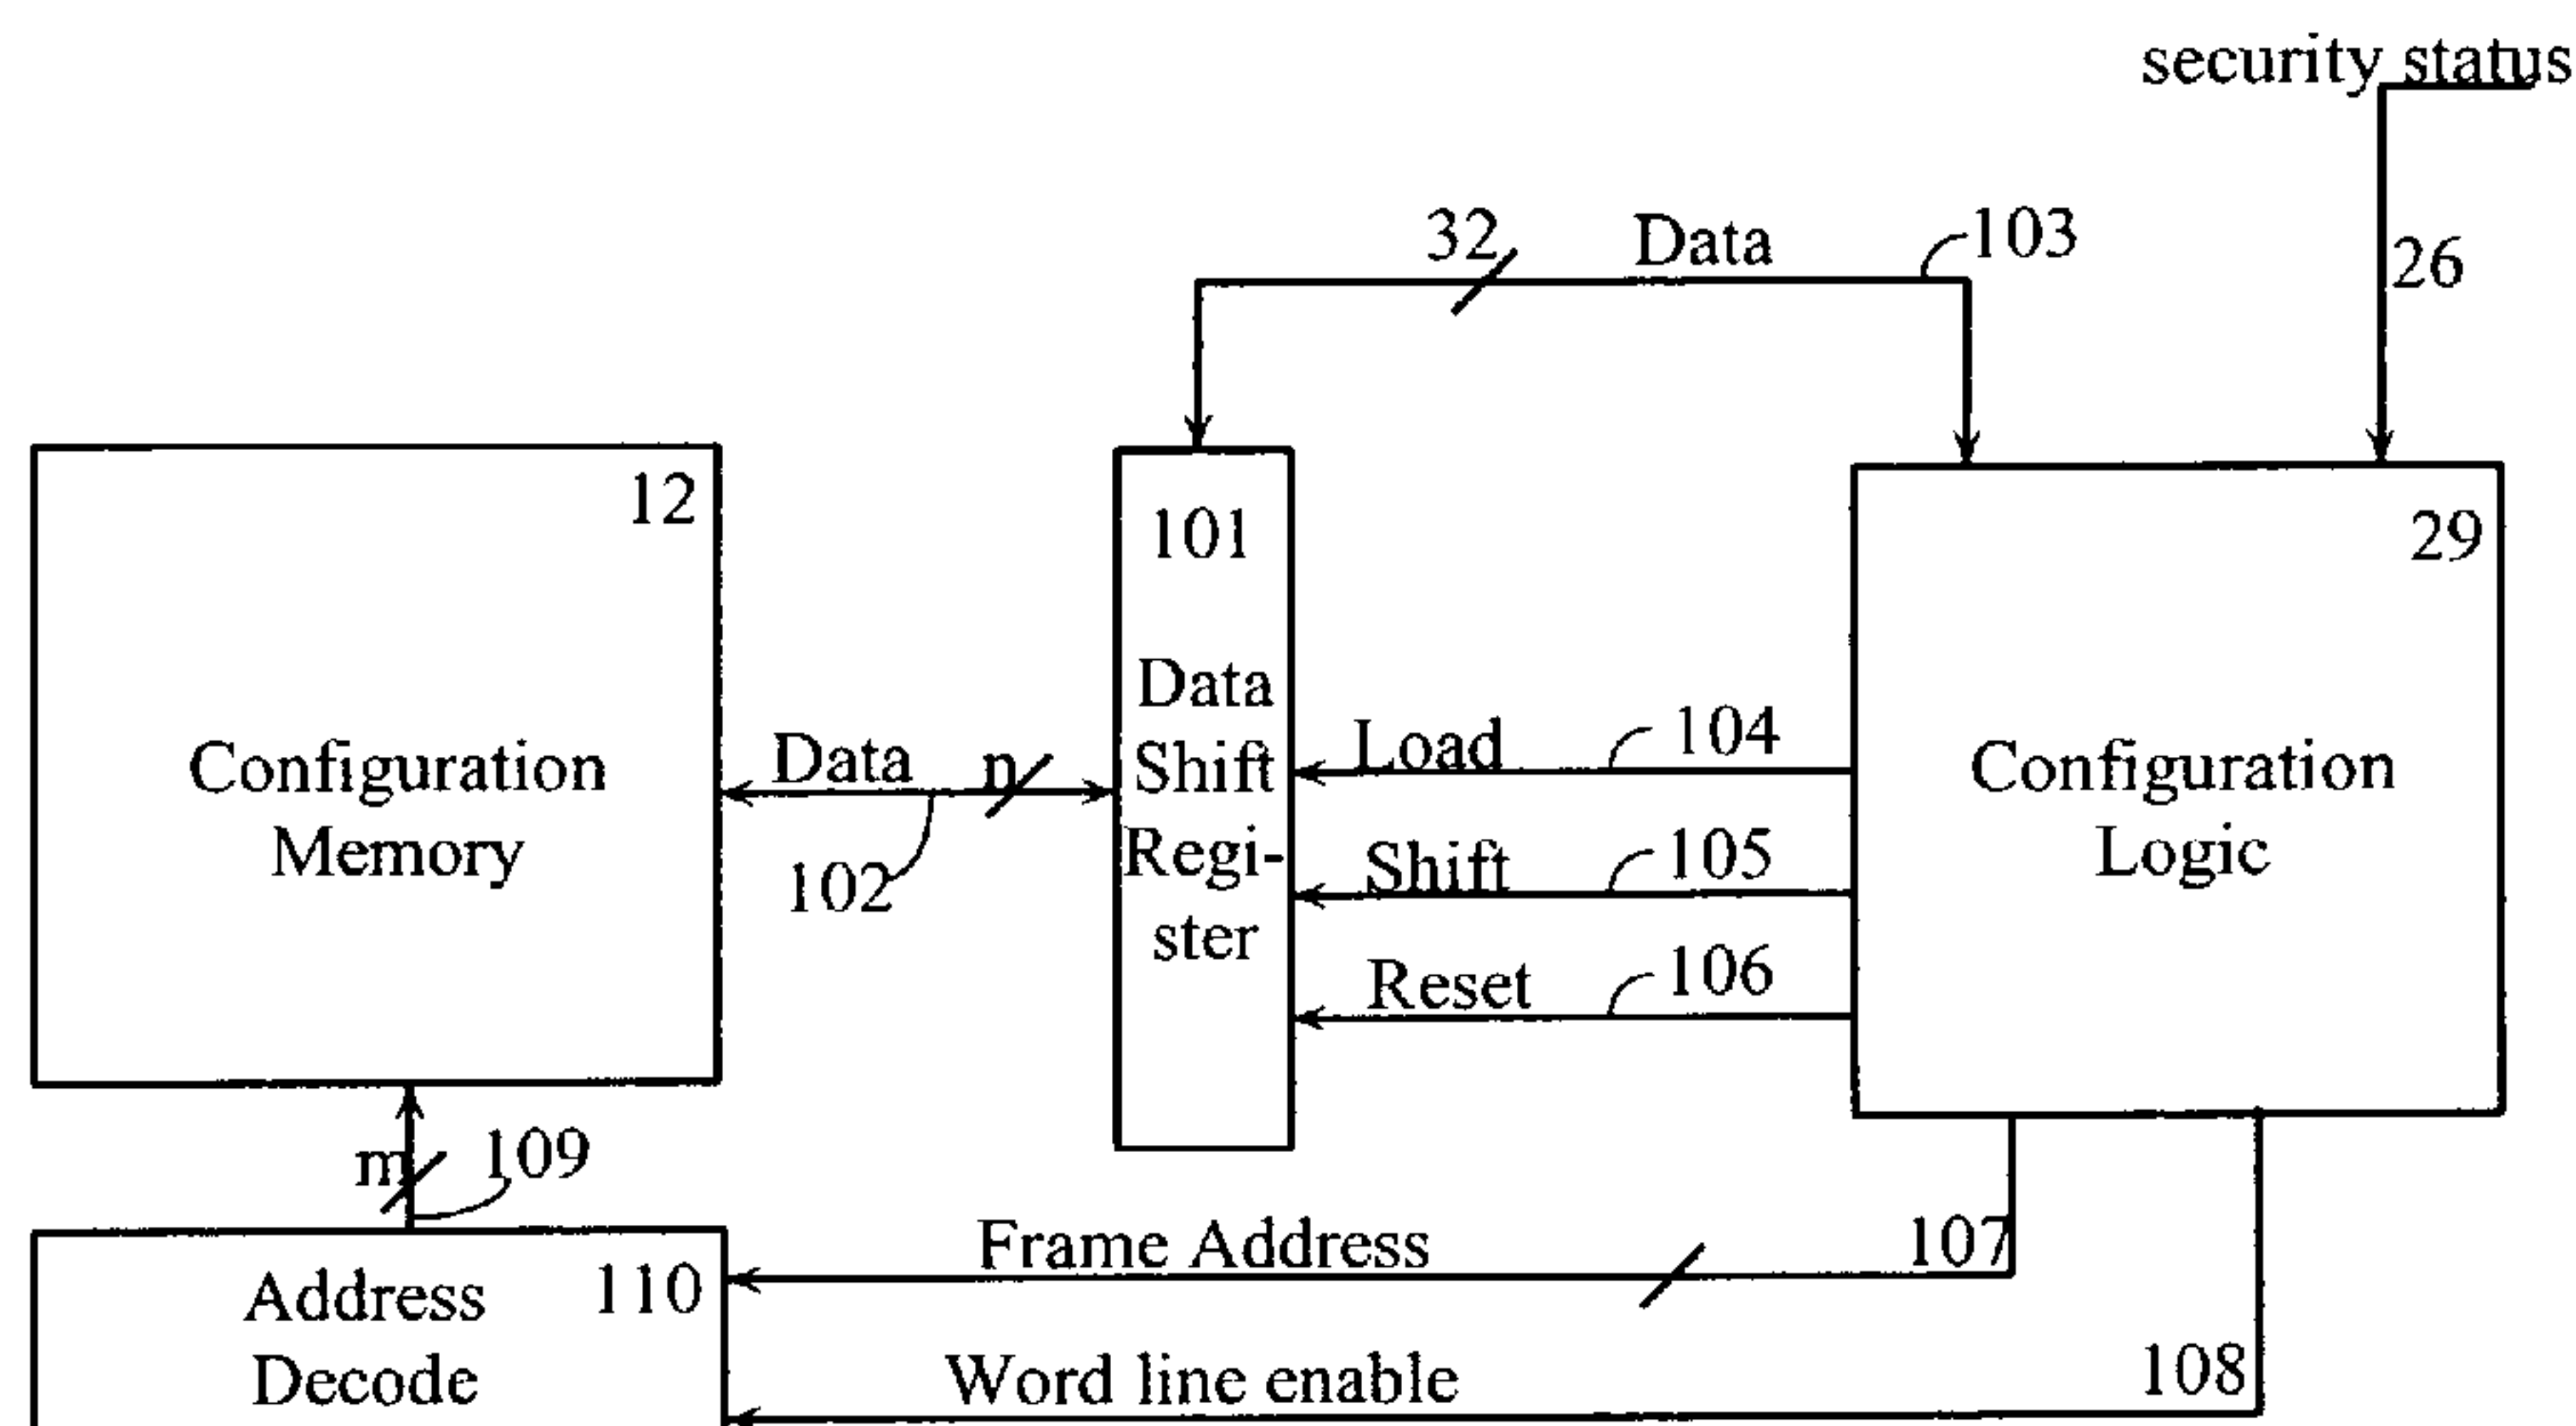 security status
26
32 Data 103
12
Configuration
Memory
Data n
102
101
Data
Shift
Regi-
ster
Load 104
Shift 105
Reset 106
29
Configuration
Logic
m 109
Frame Address 107
Address
Decode
110
Word line enable 108